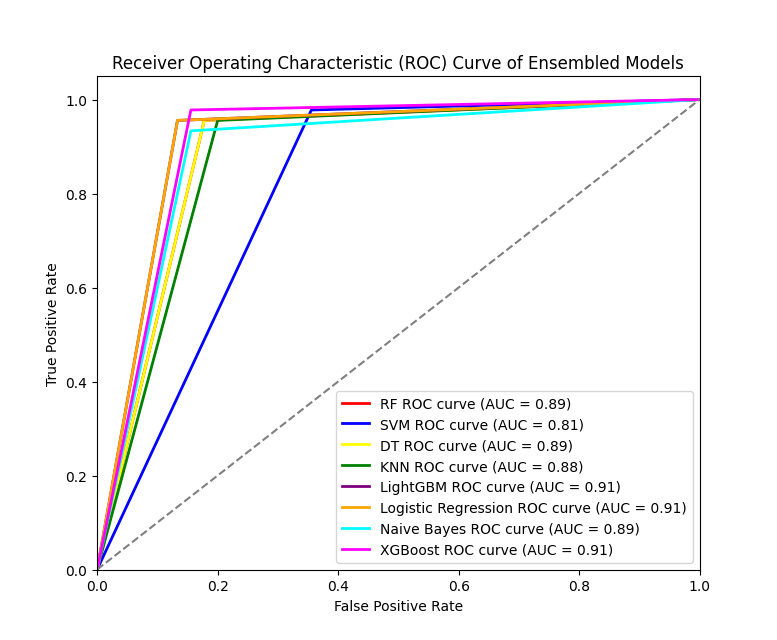 Receiver Operating Characteristic (ROC) Curve of Ensembled Models
True Positive Rate
1.0
0.8
0.6
0.4
0.2
0.0
RF ROC curve (AUC = 0.89)
SVM ROC curve (AUC = 0.81)
DT ROC curve (AUC = 0.89)
KNN ROC curve (AUC = 0.88)
LightGBM ROC curve (AUC = 0.91)
Logistic Regression ROC curve (AUC = 0.91)
Naive Bayes ROC curve (AUC = 0.89)
XGBoost ROC curve (AUC = 0.91)
0.0 0.2 0.4 0.6 0.8 1.0
False Positive Rate